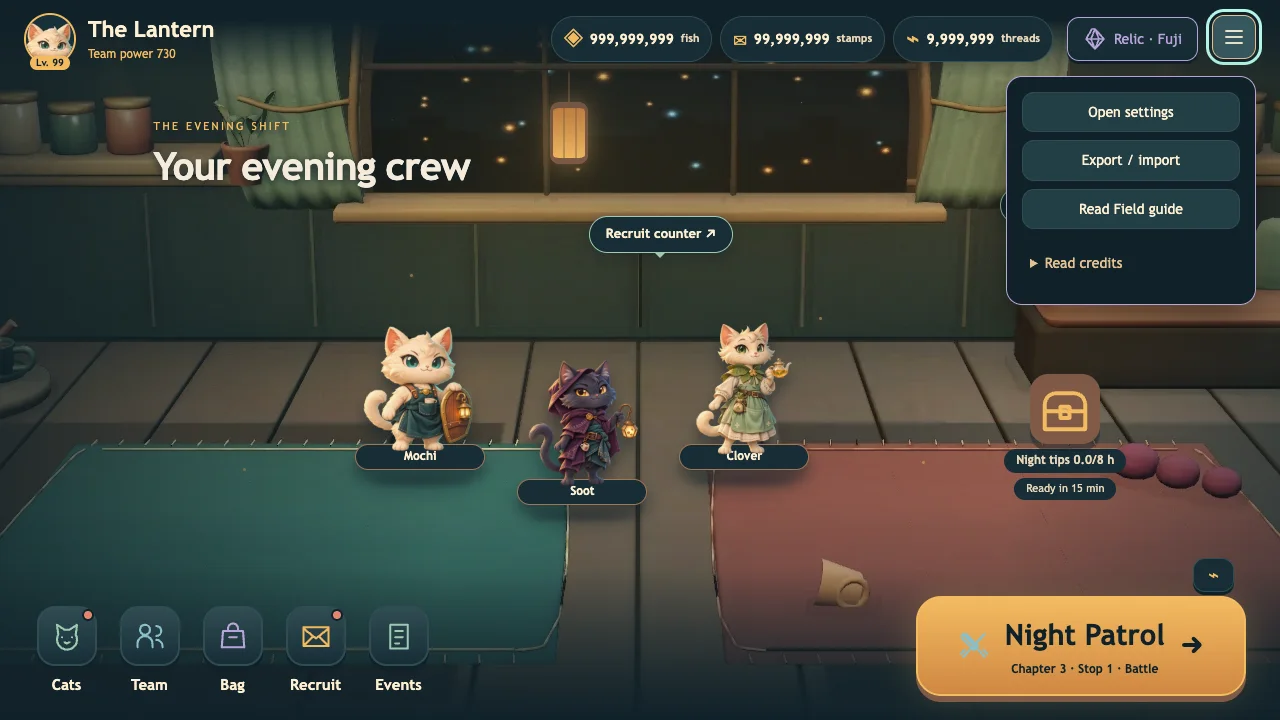 The Lantern
Team power 730
Lv. 99
999,999,999 fish
99,999,999 stamps
9,999,999 threads
Relic · Fuji
Open settings
Export / import
Read Field guide
▶ Read credits
THE EVENING SHIFT
Your evening crew
Recruit counter ↗
Mochi
Soot
Clover
Night tips 0.0/8 h
Ready in 15 min
Night Patrol →
Chapter 3 · Stop 1 · Battle
Cats
Team
Bag
Recruit
Events